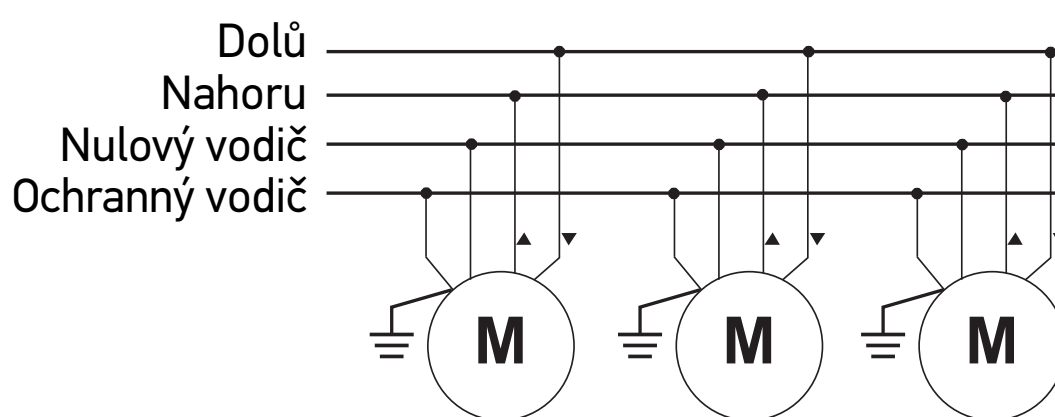 Dolů
Nahoru
Nulový vodič
Ochranný vodič
M M M